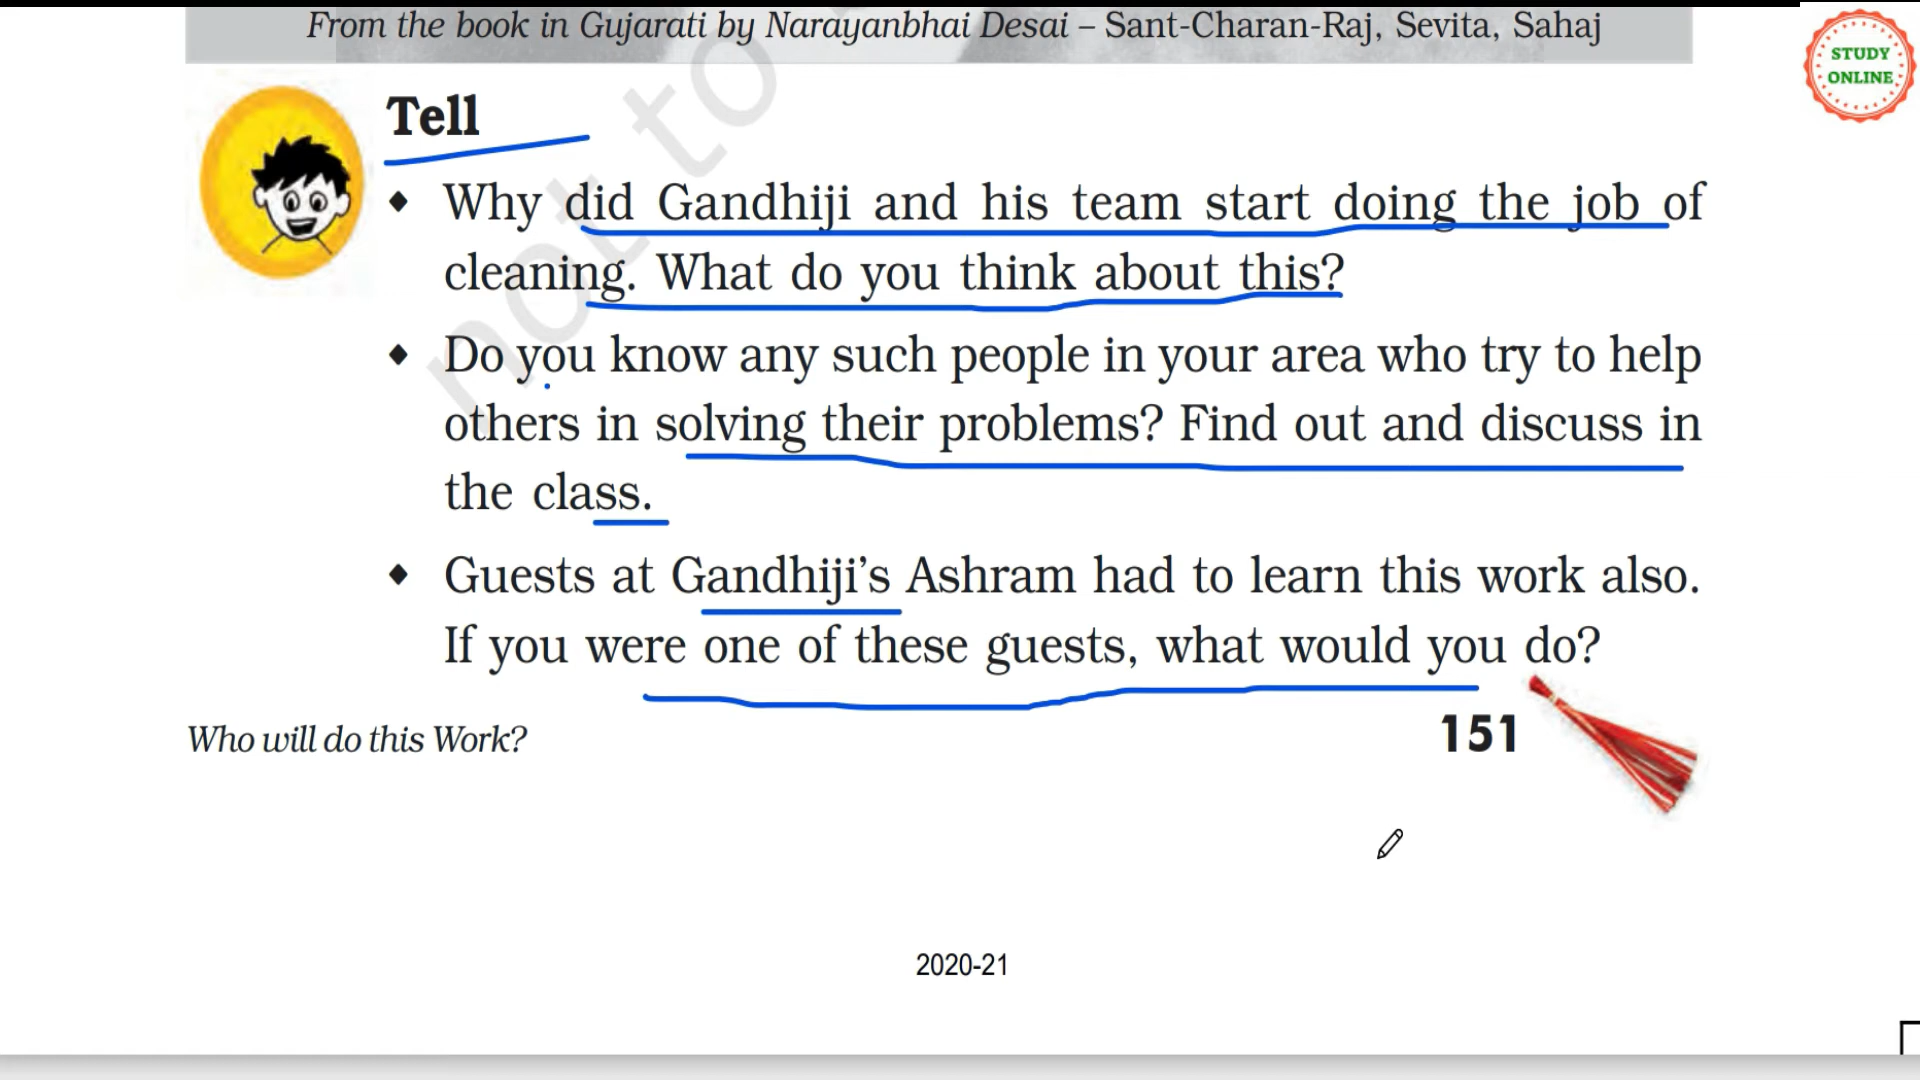 From the book in Gujarati by Narayanbhai Desai – Sant-Charan-Raj, Sevita, Sahaj
STUDY
ONLINE
Tell
♦ Why did Gandhiji and his team start doing the job of
cleaning. What do you think about this?
♦ Do you know any such people in your area who try to help
others in solving their problems? Find out and discuss in
the class.
♦ Guests at Gandhiji's Ashram had to learn this work also.
If you were one of these guests, what would you do?
Who will do this Work?
151
2020-21
not to